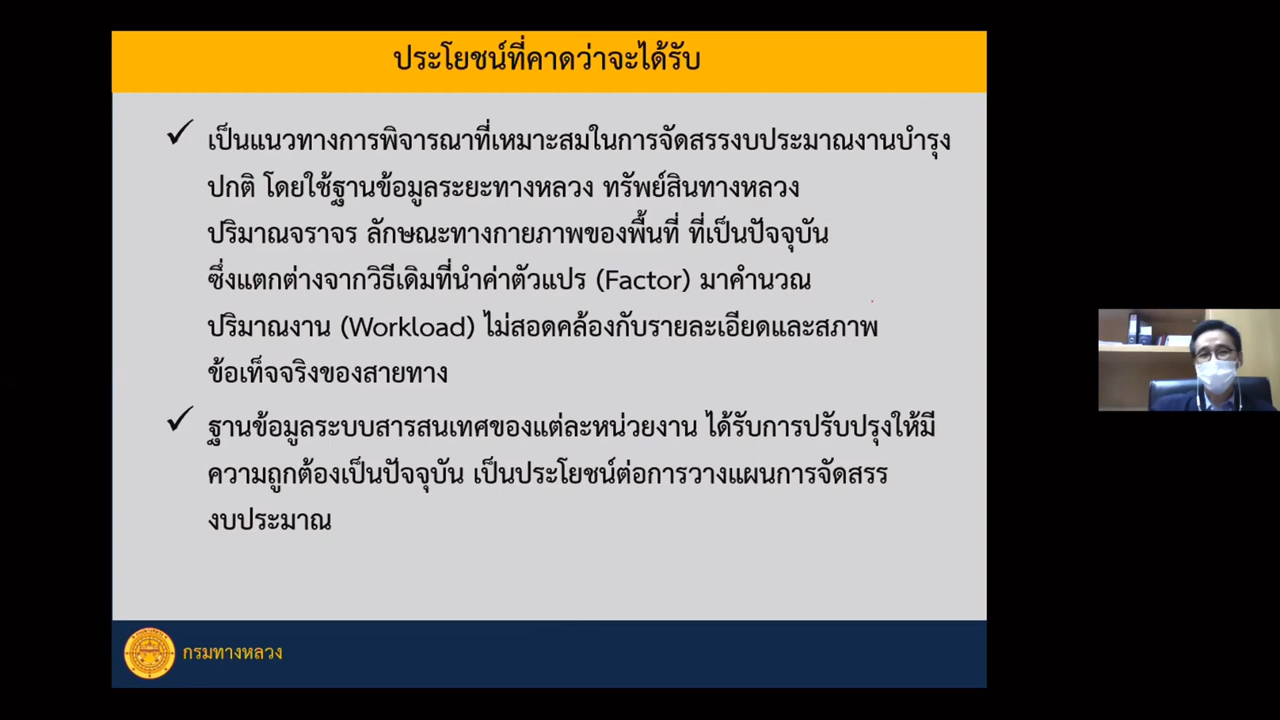 ประโยชน์ที่คาดว่าจะได้รับ
เป็นแนวทางการพิจารณาที่เหมาะสมในการจัดสรรงบประมาณงานบำรุง
ปกติ โดยใช้ฐานข้อมูลระยะทางหลวง ทรัพย์สินทางหลวง
ปริมาณจราจร ลักษณะทางกายภาพของพื้นที่ ที่เป็นปัจจุบัน
ซึ่งแตกต่างจากวิธีเดิมที่นำค่าตัวแปร (Factor) มาคำนวณ
ปริมาณงาน (Workload) ไม่สอดคล้องกับรายละเอียดและสภาพ
ข้อเท็จจริงของสายทาง
ฐานข้อมูลระบบสารสนเทศของแต่ละหน่วยงาน ได้รับการปรับปรุงให้มี
ความถูกต้องเป็นปัจจุบัน เป็นประโยชน์ต่อการวางแผนการจัดสรร
งบประมาณ
กรมทางหลวง